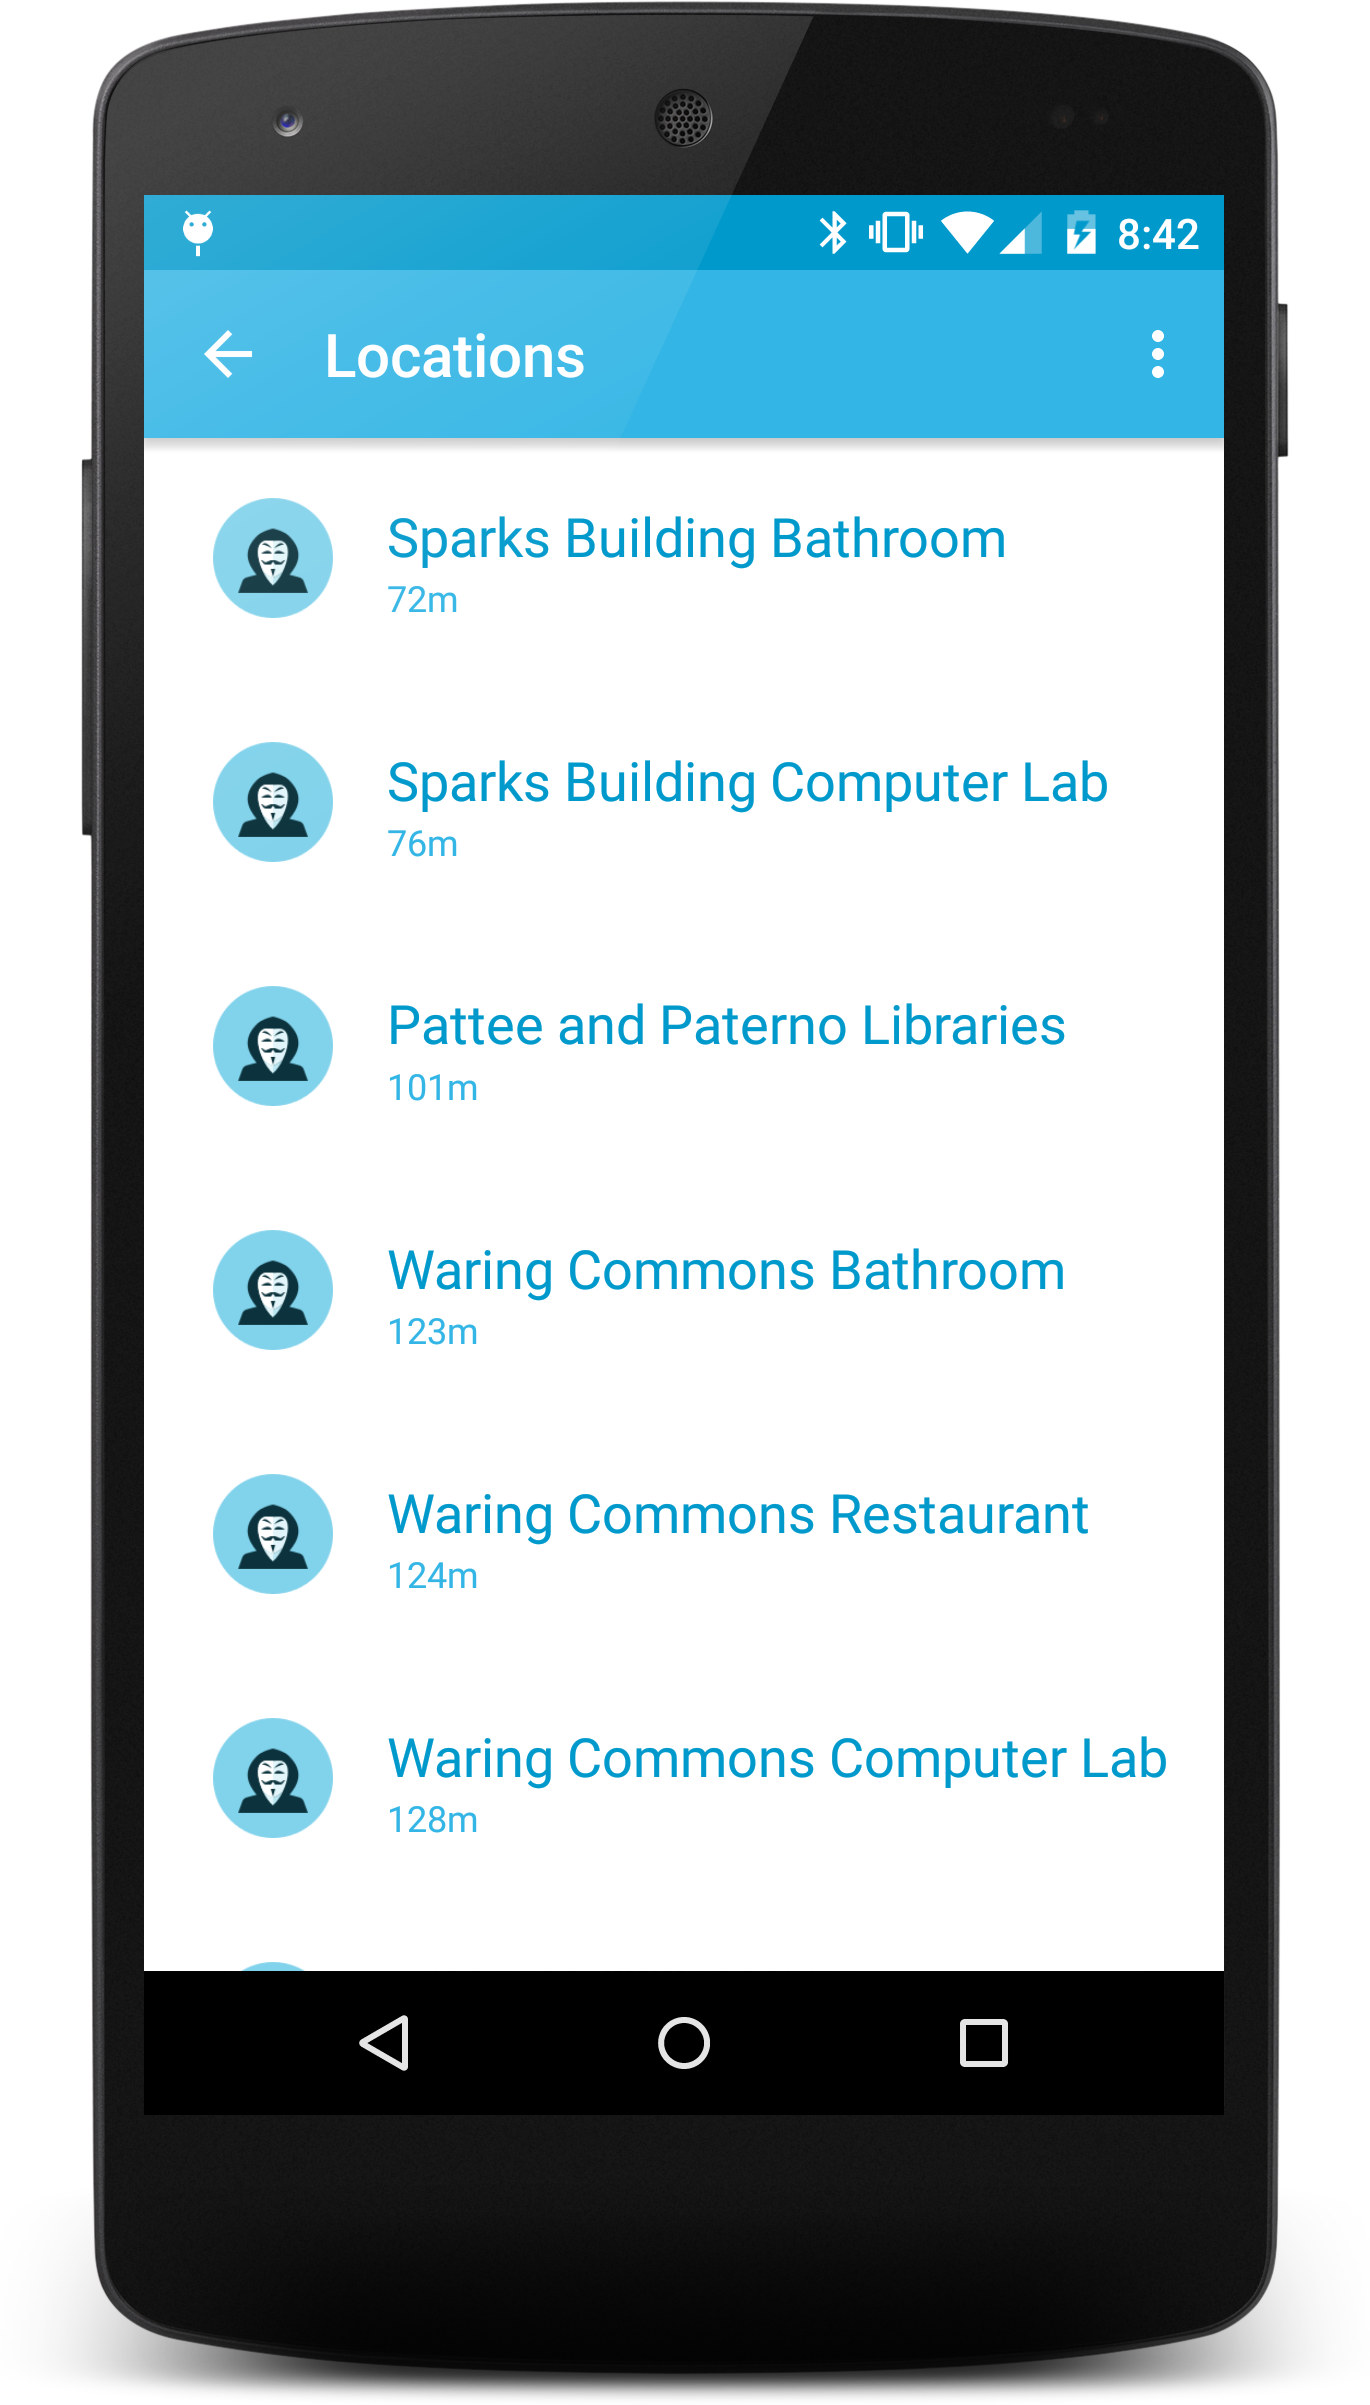 8:42
Locations
Sparks Building Bathroom
72m
Sparks Building Computer Lab
76m
Pattee and Paterno Libraries
101m
Waring Commons Bathroom
123m
Waring Commons Restaurant
124m
Waring Commons Computer Lab
128m